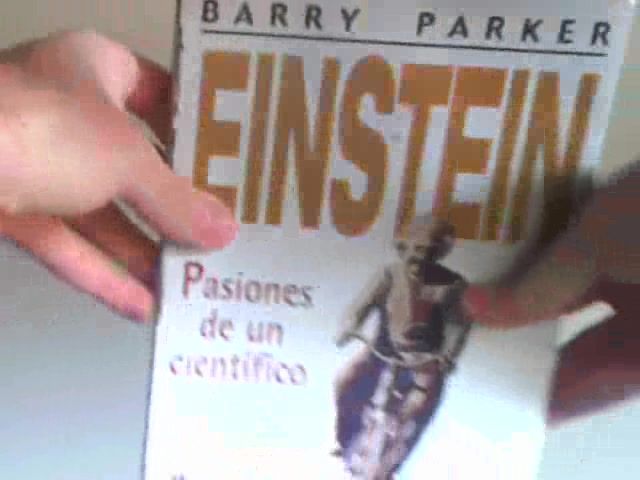 BARRY PARKER
EINSTEIN
Pasiones
de un
científico